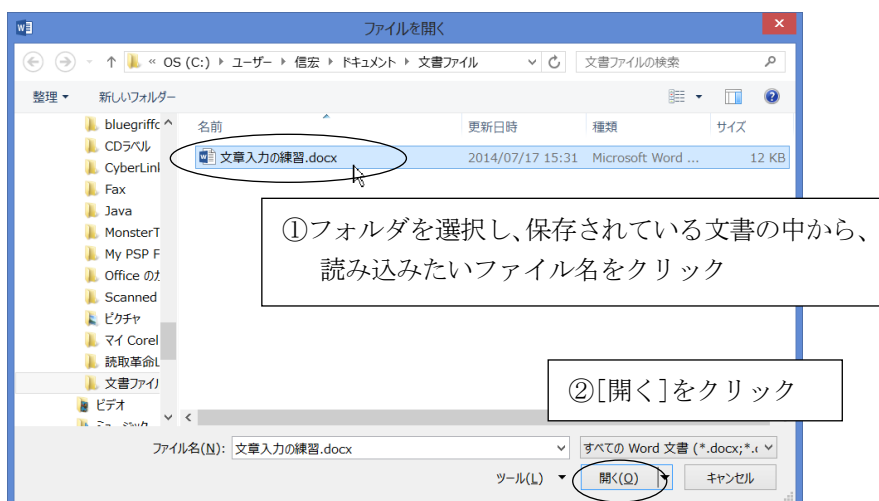 ファイルを開く
« OS (C:) ユーザー 信宏 ドキュメント 文書ファイル 文書ファイルの検索
整理 新しいフォルダー
名前 更新日時 種類 サイズ
文章入力の練習.docx 2014/07/17 15:31 Microsoft Word ... 12 KB
bluegriffc
CDラベル
CyberLinl
Fax
Java
MonsterT
My PSP F
Office のナ
Scanned
ピクチャ
マイ Corel
読取革命L
文書ファイル
ビデオ
①フォルダを選択し、保存されている文書の中から、
読み込みたいファイル名をクリック
②[開く]をクリック
ファイル名(N): 文章入力の練習.docx すべての Word 文書 (*.docx;*.
ツール(L) 開く(O) キャンセル